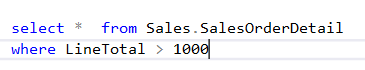 select *  from Sales.SalesOrderDetail
where LineTotal > 1000